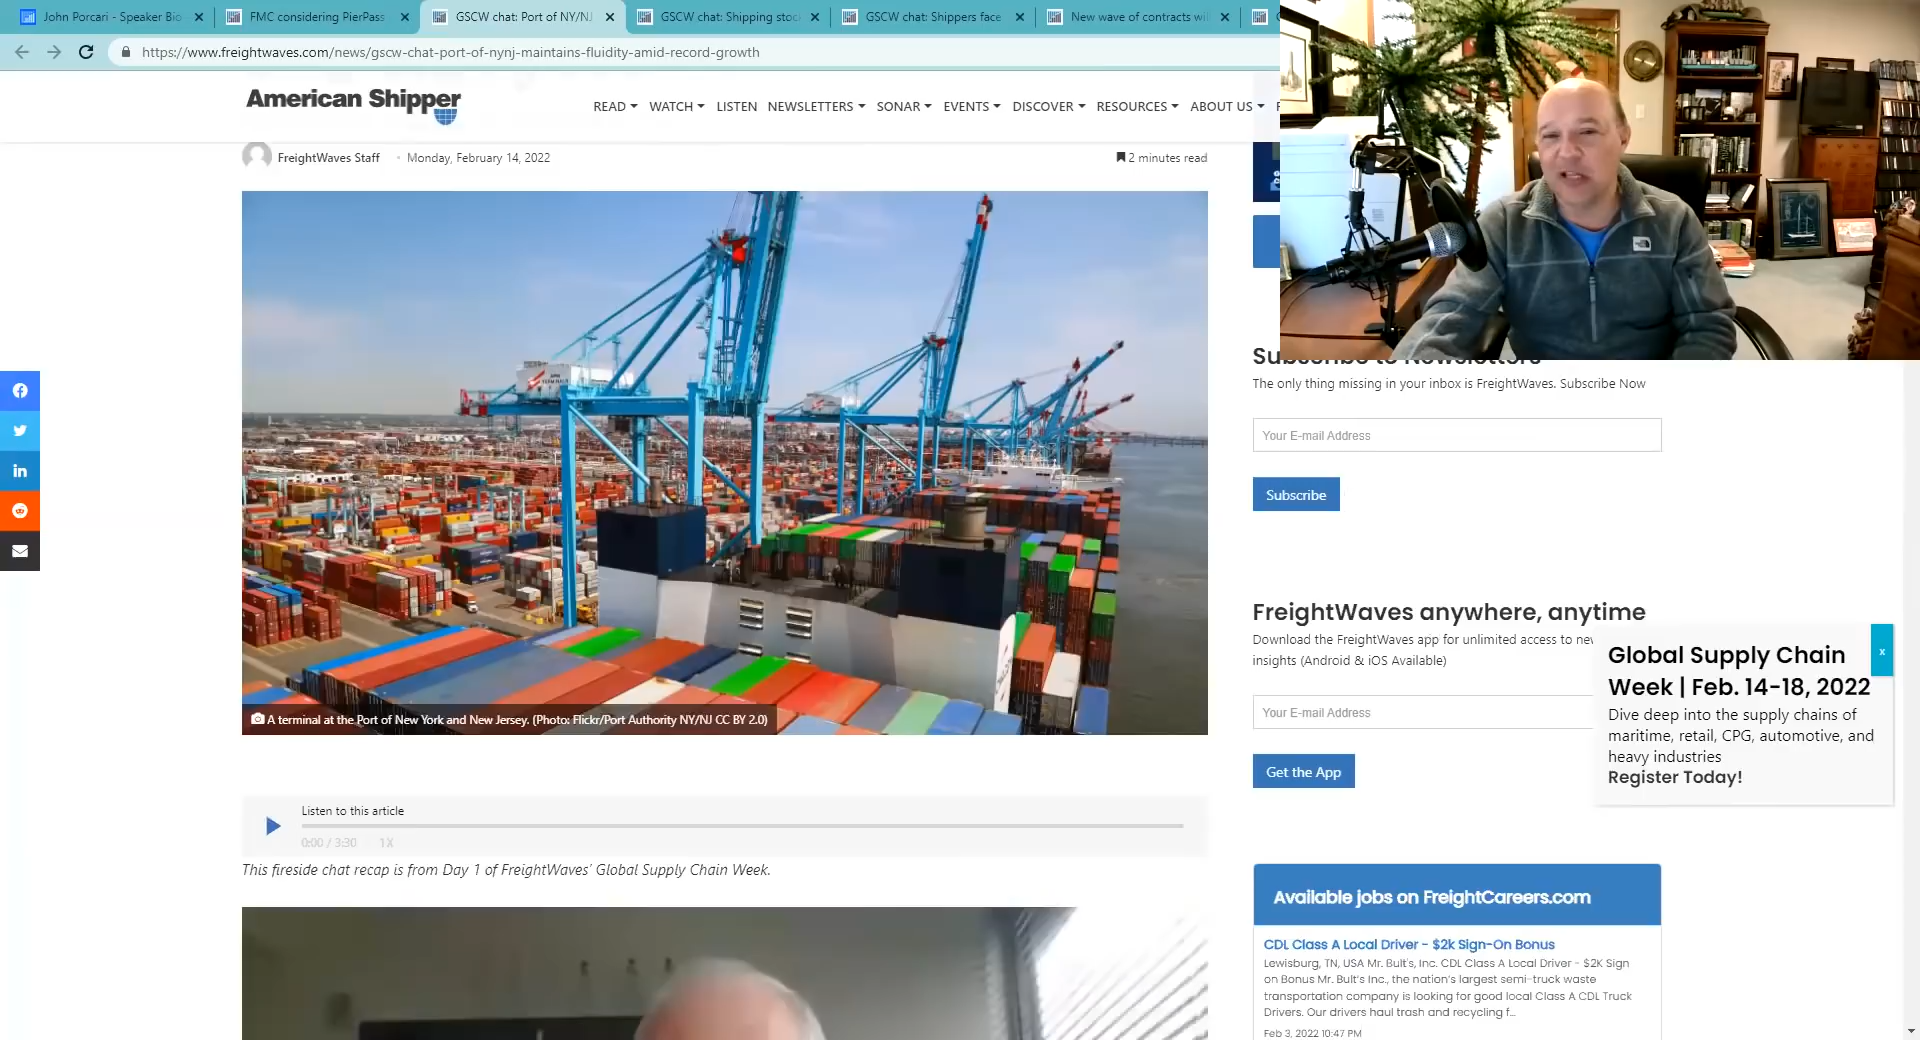 John Porcari - Speaker Bio
FMC considering PierPass
GSCW chat: Port of NY/NJ
GSCW chat: Shipping stoc
GSCW chat: Shippers face
New wave of contracts wil
https://www.freightwaves.com/news/gscw-chat-port-of-nynj-maintains-fluidity-amid-record-growth
American Shipper
READ WATCH LISTEN NEWSLETTERS SONAR EVENTS DISCOVER RESOURCES ABOUT US
FreightWaves Staff Monday, February 14, 2022
2 minutes read
A terminal at the Port of New York and New Jersey. (Photo: Flickr/Port Authority NY/NJ CC BY 2.0)
Listen to this article
0:00 / 3:30 1X
This fireside chat recap is from Day 1 of FreightWaves' Global Supply Chain Week.
Subscribe to Newsletters
The only thing missing in your inbox is FreightWaves. Subscribe Now
Your E-mail Address
Subscribe
FreightWaves anywhere, anytime
Download the FreightWaves app for unlimited access to
insights (Android & iOS Available)
Your E-mail Address
Get the App
x
Global Supply Chain
Week | Feb. 14-18, 2022
Dive deep into the supply chains of
maritime, retail, CPG, automotive, and
heavy industries
Register Today!
Available jobs on FreightCareers.com
CDL Class A Local Driver - $2k Sign-On Bonus
Lewisburg, TN, USA Mr. Bult's, Inc. CDL Class A Local Driver - $2K Sign
on Bonus Mr. Bult's Inc., the nation's largest semi-truck waste
transportation company is looking for good local Class A CDL Truck
Drivers. Our drivers haul trash and recycling f...
Feb 3, 2022 10:47 PM